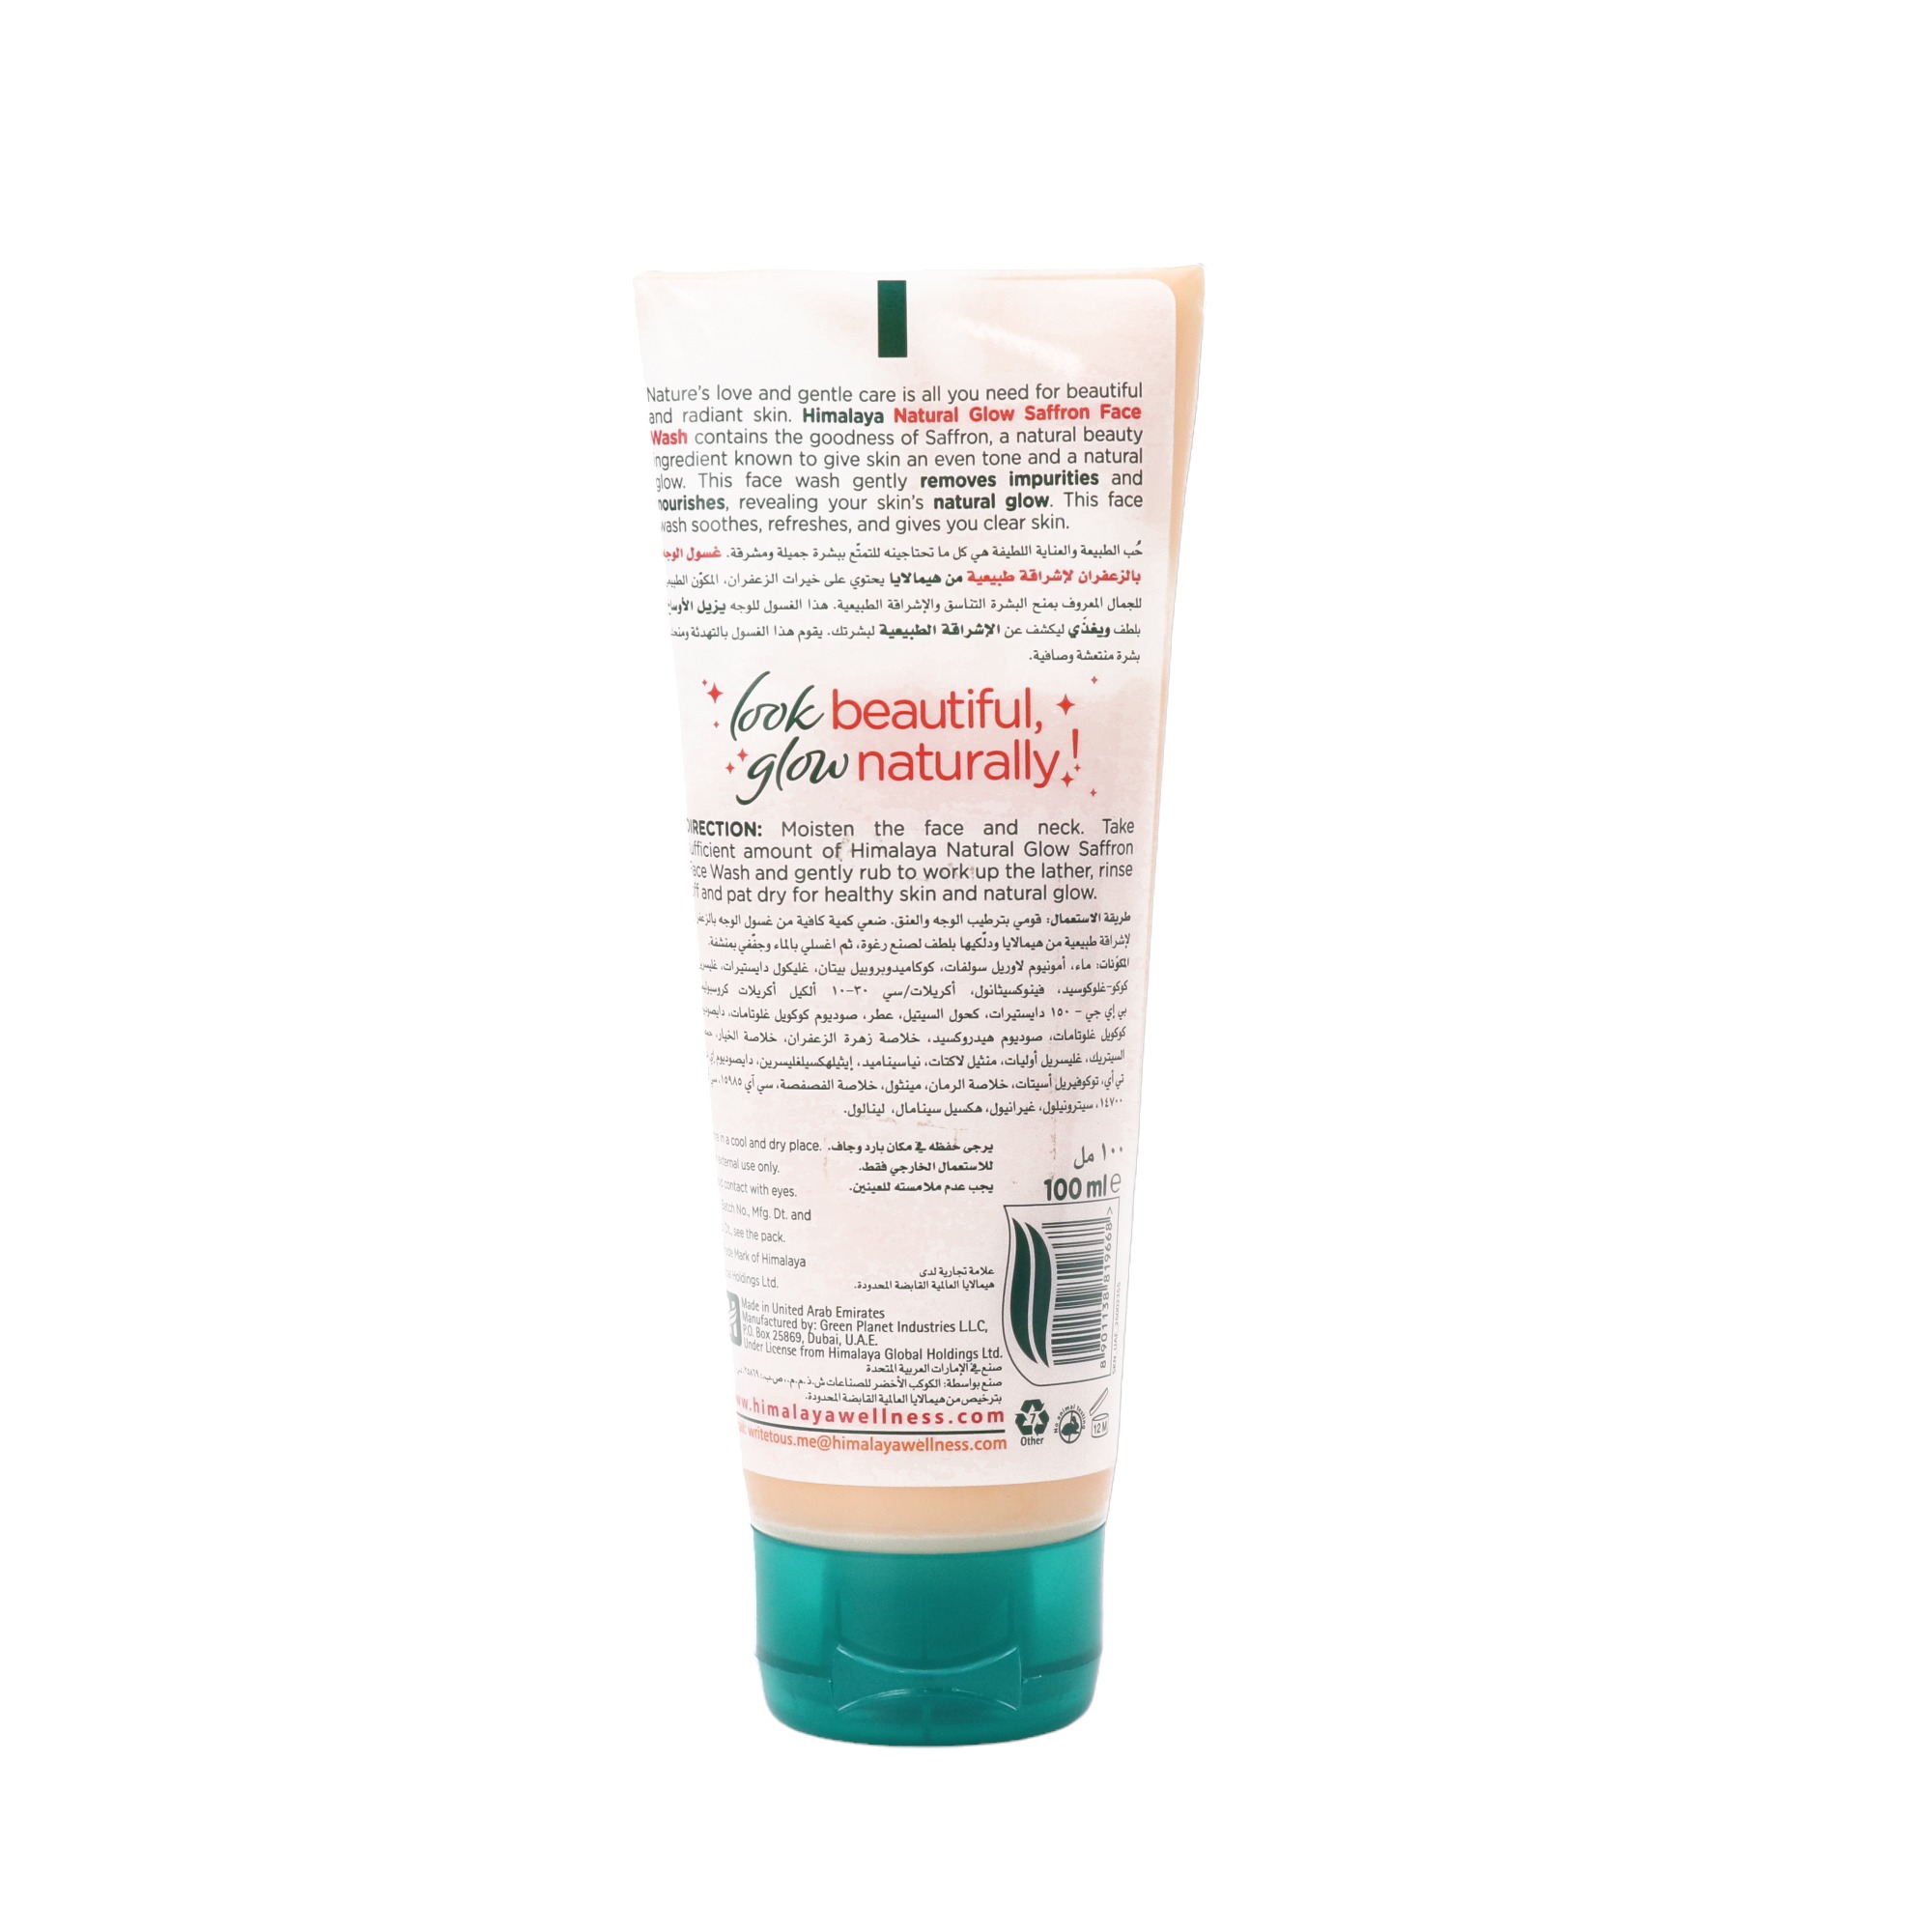 Nature's love and gentle care is all you need for beautiful
and radiant skin. Himalaya Natural Glow Saffron Face
Wash contains the goodness of Saffron, a natural beauty
ingredient known to give skin an even tone and a natural
glow. This face wash gently removes impurities and
nourishes, revealing your skin's natural glow. This face
wash soothes, refreshes, and gives you clear skin.
حُب الطبيعة والعناية اللطيفة هي كل ما تحتاجينه للتمتّع ببشرة جميلة ومشرقة. غسول الوجه
بالزعفران لإشراقة طبيعية من هيمالايا يحتوي على خيرات الزعفران، المكوّن
للجمال المعروف بمنح البشرة التناسق والإشراقة الطبيعية. هذا الغسول للوجه يزيل
بلطف ويغذّي ليكشف عن الإشراقة الطبيعية لبشرتك. يقوم هذا الغسول بالتهدئة
بشرة منتعشة وصافية.
look beautiful,
glow naturally!
DIRECTION: Moisten the face and neck. Take
sufficient amount of Himalaya Natural Glow Saffron
Face Wash and gently rub to work up the lather, rinse
off and pat dry for healthy skin and natural glow.
طريقة الاستعمال: قومي بترطيب الوجه والعنق. ضعي كمية كافية من غسول الوجه
لإشراقة طبيعية من هيمالايا ودلّكيها بلطف لصنع رغوة، ثم اغسلي بالماء وجفّفي بمنشفة.
المكوّنات: ماء، أمونيوم لاوريل سولفات، كوكاميدوبروبيل بيتان، غليكول دايستيرات،
كوكو-غلوكوسيد، فينوكسيثانول، أكريلات/سي ١٠-٣٠ ألكيل أكريلات
بي إي جي - ١٥٠ دايستيرات، كحول السيتيل، عطر، صوديوم كوكويل غلوتامات،
كوكويل غلوتامات، صوديوم هيدروكسيد، خلاصة زهرة الزعفران، خلاصة الخيار،
السيتريك، غليسريل أوليات، منثيل لاكتات، نياسيناميد، إيثيلهكسيلغليسرين، دايصوديوم
تي أي، توكوفيريل أسيتات، خلاصة الرمان، مينثول، خلاصة الفصفصة، سي آي ١٥٩٨٥،
١٤٧٠٠، سيترونيلول، غيرانيول، هكسيل سينامال، لينالول.
in a cool and dry place. يرجى حفظه في مكان بارد وجاف.
external use only. للاستعمال الخارجي فقط.
contact with eyes. يجب عدم ملامسته للعينين.
Batch No., Mfg. Dt. and
see the pack.
Mark of Himalaya
Holdings Ltd.
علامة تجارية لدى
هيمالايا العالمية القابضة المحدودة.
١٠٠ مل
100 ml e
8 901138 819668
Made in United Arab Emirates
Manufactured by: Green Planet Industries L.L.C,
P.O. Box 25869, Dubai, U.A.E.
Under License from Himalaya Global Holdings Ltd.
صنع في الإمارات العربية المتحدة
صنع بواسطة: الكوكب الأخضر للصناعات ش.ذ.م.م.،
بترخيص من هيمالايا العالمية القابضة المحدودة.
www.himalayawellness.com
writetous.me@himalayawellness.com
7
Other
No animal testing
12 M